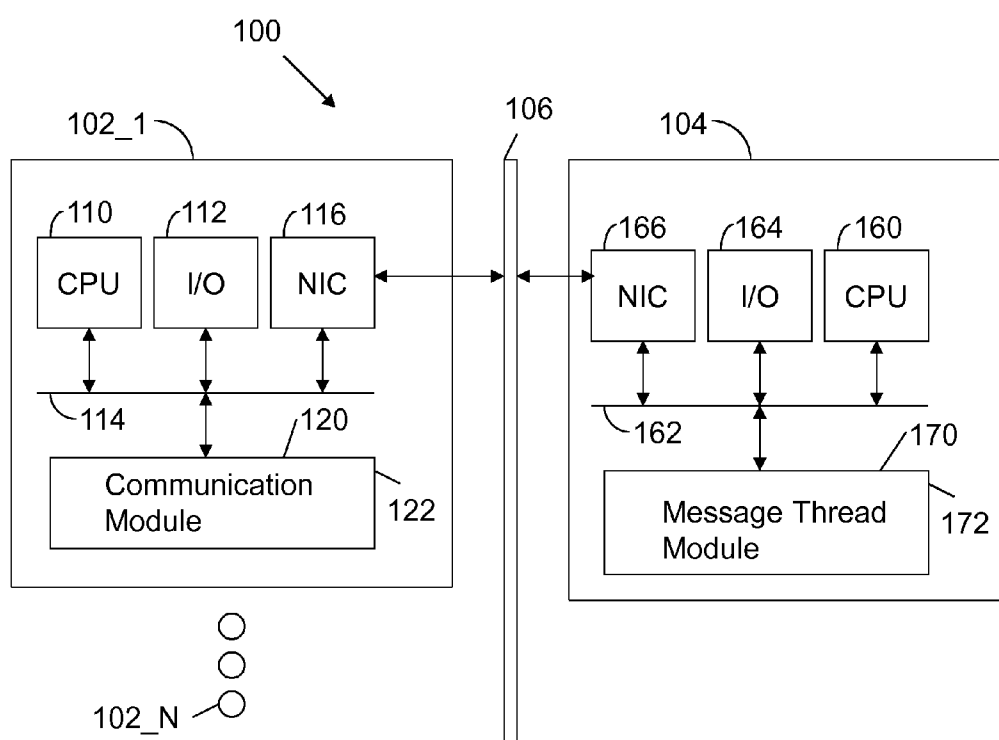 100
102_1
106
104
110
112
116
166
164
160
CPU
I/O
NIC
NIC
I/O
CPU
114
120
162
170
Communication
Module
122
Message Thread
Module
172
102_N